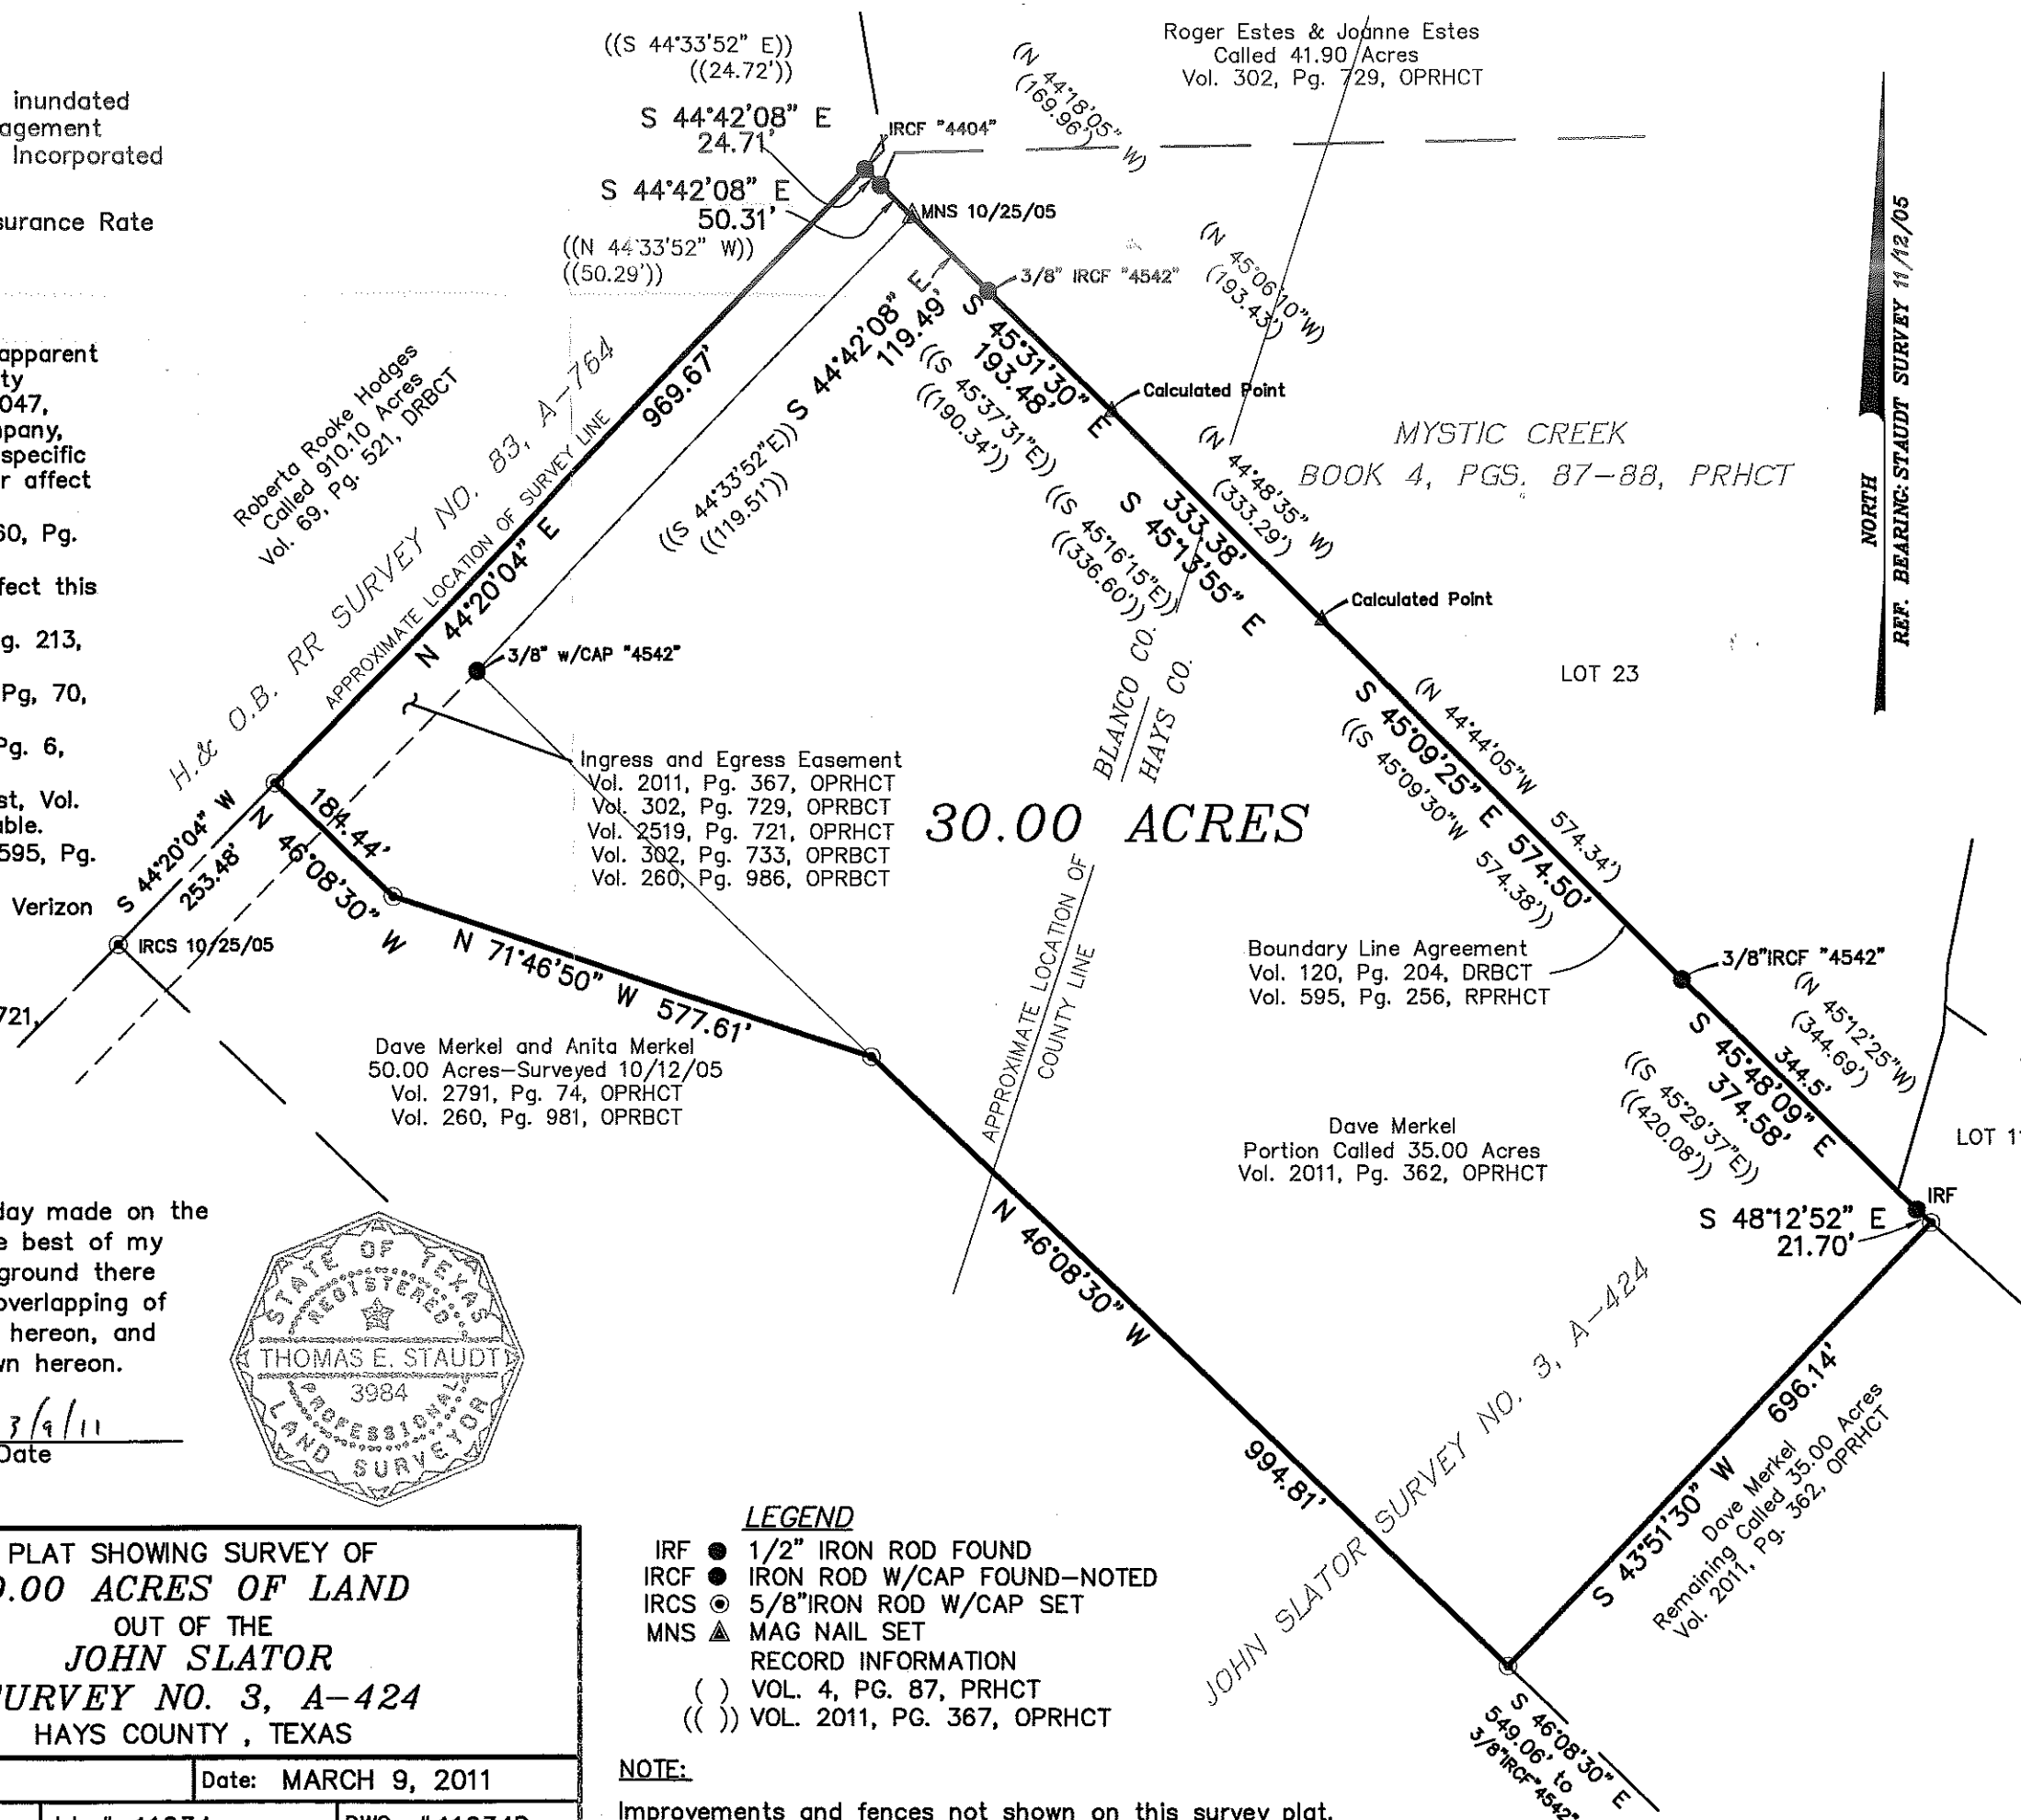 inundated
agement
Incorporated
surance Rate
apparent
ty
047,
mpany,
specific
r affect
60, Pg.
fect this
g. 213,
Pg, 70,
Pg. 6,
st, Vol.
able.
595, Pg.
Verizon
721,
((S 44°33'52" E))
((24.72'))
S 44°42'08" E
24.71'
S 44°42'08" E
50.31'
((N 44°33'52" W))
((50.29'))
IRCF "4404"
MNS 10/25/05
3/8" IRCF "4542"
(N 44°18'05" W)
(169.96')
Roger Estes & Joanne Estes
Called 41.90 Acres
Vol. 302, Pg. 729, OPRHCT
(N 45°06'10"W)
(193.43')
NORTH
REF. BEARING: STAUDT SURVEY 11/12/05
Roberta Rooke Hodges
Called 910.10 Acres
Vol. 69, Pg. 521, DRBCT
H.& O.B. RR SURVEY NO. 83, A-764
APPROXIMATE LOCATION OF SURVEY LINE
969.67'
N 44°20'04" E
S 44°42'08" E
119.49'
((S 44°33'52"E))
((119.51'))
S 45°31'30" E
193.48'
((S 45°37'31"E))
((190.34'))
Calculated Point
(N 44°48'35" W)
(333.29')
333.38'
S 45°13'55" E
((S 45°16'15"E))
((336.60'))
MYSTIC CREEK
BOOK 4, PGS. 87-88, PRHCT
Calculated Point
LOT 23
3/8" w/CAP "4542"
BLANCO CO.
HAYS CO.
Ingress and Egress Easement
Vol. 2011, Pg. 367, OPRHCT
Vol. 302, Pg. 729, OPRBCT
Vol. 2519, Pg. 721, OPRHCT
Vol. 302, Pg. 733, OPRBCT
Vol. 260, Pg. 986, OPRBCT
30.00 ACRES
(N 44°44'05"W 574.34')
S 45°09'25" E 574.50'
((S 45°09'30"W 574.38'))
S 44°20'04" W
253.48'
184.44'
N 46°08'30" W
IRCS 10/25/05
N 71°46'50" W 577.61'
APPROXIMATE LOCATION OF
COUNTY LINE
Boundary Line Agreement
Vol. 120, Pg. 204, DRBCT
Vol. 595, Pg. 256, RPRHCT
3/8"IRCF "4542"
(N 45°12'25"W)
(344.69')
344.5'
S 45°48'09" E
374.58'
((S 45°29'37"E))
((420.08'))
Dave Merkel and Anita Merkel
50.00 Acres-Surveyed 10/12/05
Vol. 2791, Pg. 74, OPRHCT
Vol. 260, Pg. 981, OPRBCT
Dave Merkel
Portion Called 35.00 Acres
Vol. 2011, Pg. 362, OPRHCT
LOT 1
IRF
S 48°12'52" E
21.70'
N 46°08'30" W
994.81'
JOHN SLATOR SURVEY NO. 3, A-424
696.14'
S 43°51'30" W
Dave Merkel
Remaining Called 35.00 Acres
Vol. 2011, Pg. 362, OPRHCT
S 46°08'30" E
549.06' to
3/8"IRCF"4542"
day made on the
e best of my
ground there
overlapping of
hereon, and
wn hereon.
3/9/11
Date
STATE OF TEXAS
REGISTERED
THOMAS E. STAUDT
3984
PROFESSIONAL
LAND SURVEYOR
PLAT SHOWING SURVEY OF
0.00 ACRES OF LAND
OUT OF THE
JOHN SLATOR
SURVEY NO. 3, A-424
HAYS COUNTY , TEXAS
Date: MARCH 9, 2011
LEGEND
IRF 1/2" IRON ROD FOUND
IRCF IRON ROD W/CAP FOUND-NOTED
IRCS 5/8"IRON ROD W/CAP SET
MNS MAG NAIL SET
RECORD INFORMATION
( ) VOL. 4, PG. 87, PRHCT
(( )) VOL. 2011, PG. 367, OPRHCT
NOTE:
Improvements and fences not shown on this survey plat.